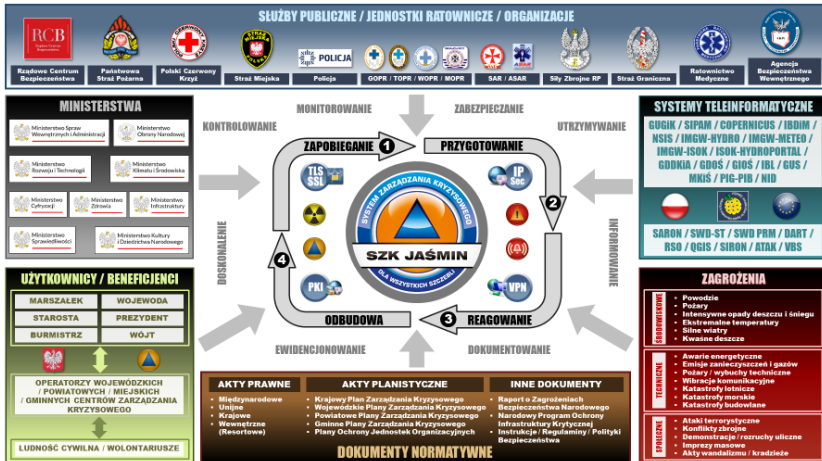 SŁUŻBY PUBLICZNE / JEDNOSTKI RATOWNICZE / ORGANIZACJE
RCB
POLICJA
Rządowe Centrum
Bezpieczeństwa
Państwowa
Straż Pożarna
Polski Czerwony
Krzyż
Straż Miejska
Policja
GOPR / TOPR / WOPR / MOPR
SAR / ASAR
Siły Zbrojne RP
Straż Graniczna
Ratownictwo
Medyczne
Agencja
Bezpieczeństwa
Wewnętrznego
MINISTERSTWA
Ministerstwo Spraw
Wewnętrznych i Administracji
Ministerstwo
Obrony Narodowej
Ministerstwo
Rozwoju i Technologii
Ministerstwo
Klimatu i Środowiska
Ministerstwo
Cyfryzacji
Ministerstwo
Zdrowia
Ministerstwo
Infrastruktury
Ministerstwo
Sprawiedliwości
Ministerstwo Kultury
i Dziedzictwa Narodowego
MONITOROWANIE
ZABEZPIECZANIE
KONTROLOWANIE
UTRZYMYWANIE
ZAPOBIEGANIE
1
PRZYGOTOWANIE
TLS
SSL
IP
Sec
SYSTEM ZARZĄDZANIA KRYZYSOWEGO
SZK JAŚMIN
DLA WSZYSTKICH SZCZEBLI
2
4
DOSKONALENIE
INFORMOWANIE
PKI
VPN
ODBUDOWA
3
REAGOWANIE
EWIDENCJONOWANIE
DOKUMENTOWANIE
SYSTEMY TELEINFORMATYCZNE
GUGiK / SIPAM / COPERNICUS / IBDiM /
NSIS / IMGW-HYDRO / IMGW-METEO /
IMGW-ISOK / ISOK-HYDROPORTAL /
GDDKiA / GDOŚ / GIOŚ / IBL / GUS /
MKiŚ / PIG-PIB / NID
SARON / SWD-ST / SWD PRM / DART /
RSO / QGIS / SIRON / ATAK / VBS
UŻYTKOWNICY / BENEFICJENCI
MARSZAŁEK
WOJEWODA
STAROSTA
PREZYDENT
BURMISTRZ
WÓJT
OPERATORZY WOJEWÓDZKICH
/ POWIATOWYCH / MIEJSKICH
/ GMINNYCH CENTRÓW ZARZĄDZANIA
KRYZYSOWEGO
LUDNOŚĆ CYWILNA / WOLONTARIUSZE
AKTY PRAWNE
• Międzynarodowe
• Unijne
• Krajowe
• Wewnętrzne
(Resortowe)
AKTY PLANISTYCZNE
• Krajowy Plan Zarządzania Kryzysowego
• Wojewódzkie Plany Zarządzania Kryzysowego
• Powiatowe Plany Zarządzania Kryzysowego
• Gminne Plany Zarządzania Kryzysowego
• Plany Ochrony Jednostek Organizacyjnych
INNE DOKUMENTY
• Raport o Zagrożeniach
Bezpieczeństwa Narodowego
• Narodowy Program Ochrony
Infrastruktury Krytycznej
• Instrukcje / Regulaminy / Polityki
Bezpieczeństwa
DOKUMENTY NORMATYWNE
ZAGROŻENIA
ŚRODOWISKOWE
• Powodzie
• Pożary
• Intensywne opady deszczu i śniegu
• Ekstremalne temperatury
• Silne wiatry
• Kwaśne deszcze
TECHNICZNE
• Awarie energetyczne
• Emisje zanieczyszczeń i gazów
• Pożary / wybuchy techniczne
• Wibracje komunikacyjne
• Katastrofy lotnicze
• Katastrofy morskie
• Katastrofy budowlane
SPOŁECZNE
• Ataki terrorystyczne
• Konflikty zbrojne
• Demonstracje / rozruchy uliczne
• Imprezy masowe
• Akty wandalizmu / kradzieże